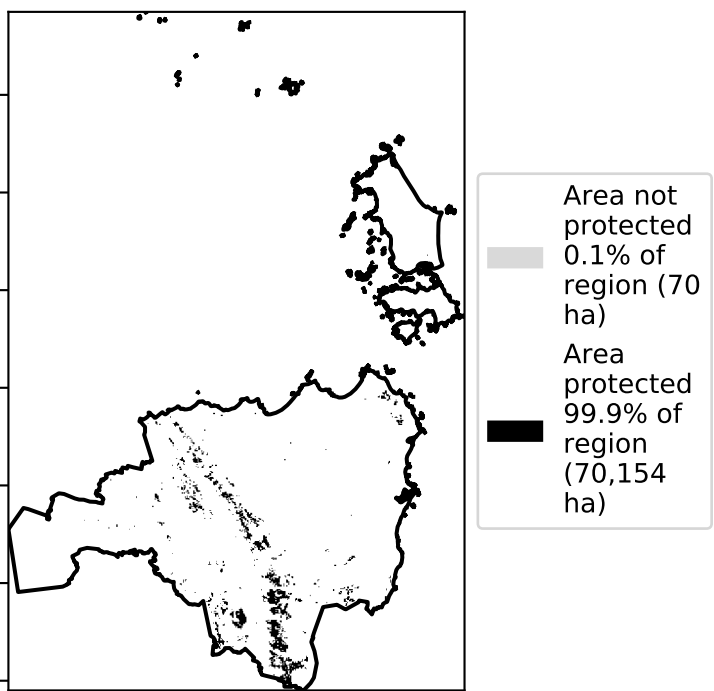 Area not
protected
0.1% of
region (70
ha)
Area
protected
99.9% of
region
(70,154
ha)